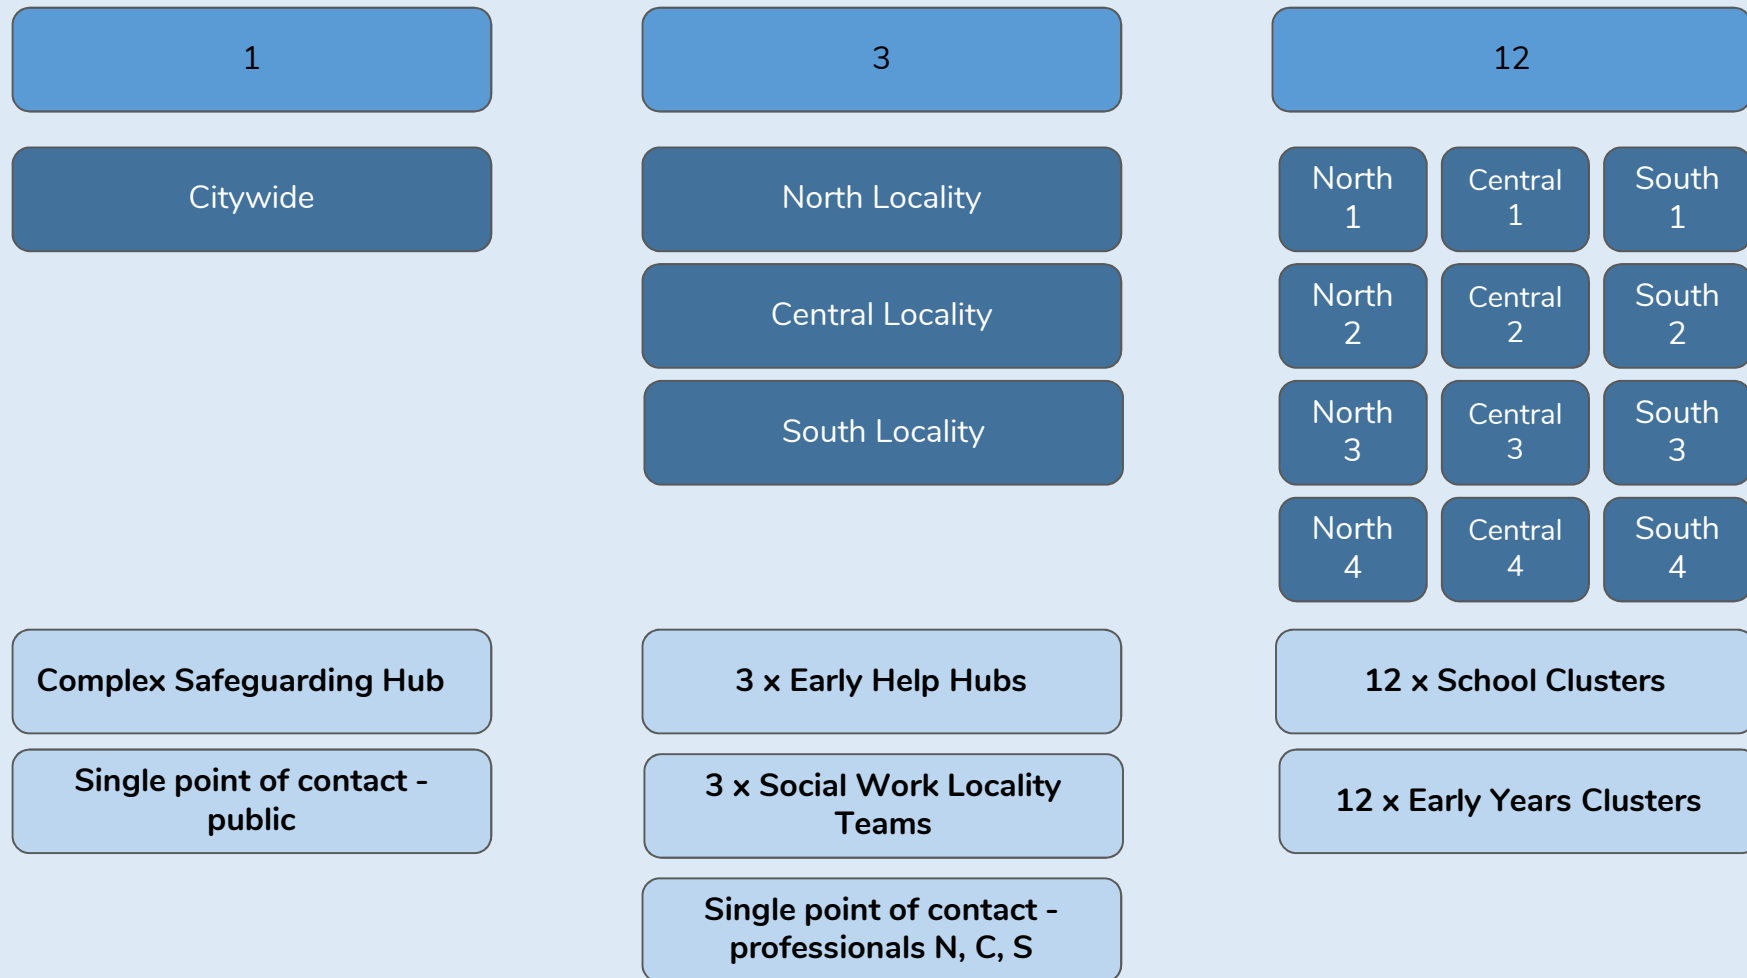 1
3
12
Citywide
North Locality
Central Locality
South Locality
North
1
Central
1
South
1
North
2
Central
2
South
2
North
3
Central
3
South
3
North
4
Central
4
South
4
Complex Safeguarding Hub
Single point of contact -
public
3 x Early Help Hubs
3 x Social Work Locality
Teams
Single point of contact -
professionals N, C, S
12 x School Clusters
12 x Early Years Clusters